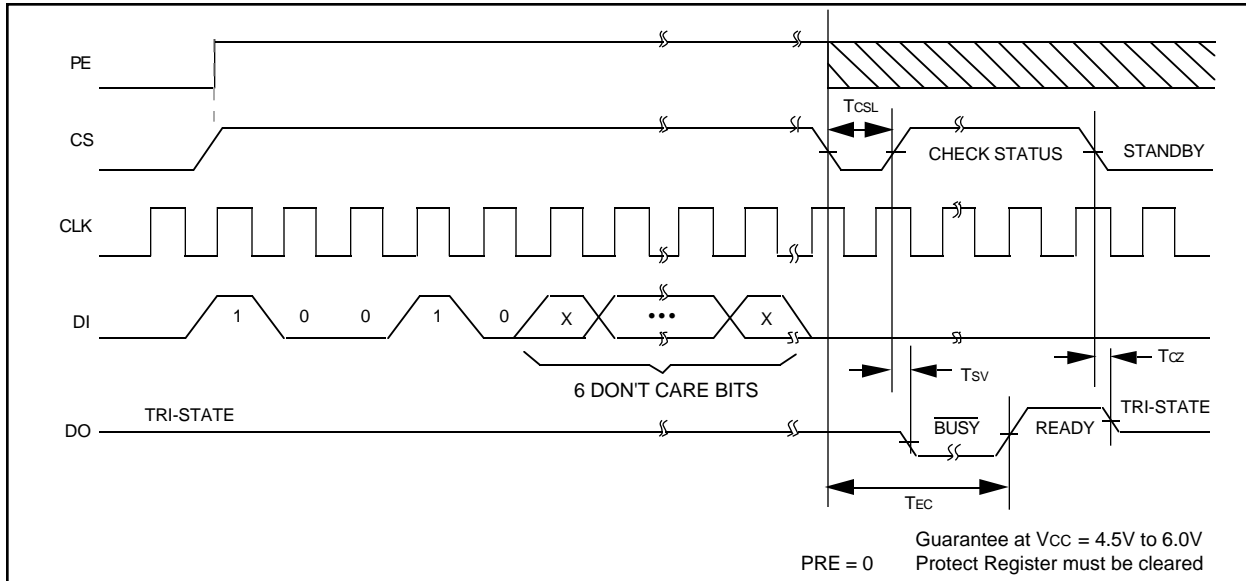 PE
TCSL
CS
CHECK STATUS
STANDBY
CLK
DI
1 0 0 1 0 X ••• X
TCZ
TSV
6 DON'T CARE BITS
TRI-STATE
TRI-STATE
DO
BUSY
READY
TEC
Guarantee at VCC = 4.5V to 6.0V
PRE = 0
Protect Register must be cleared